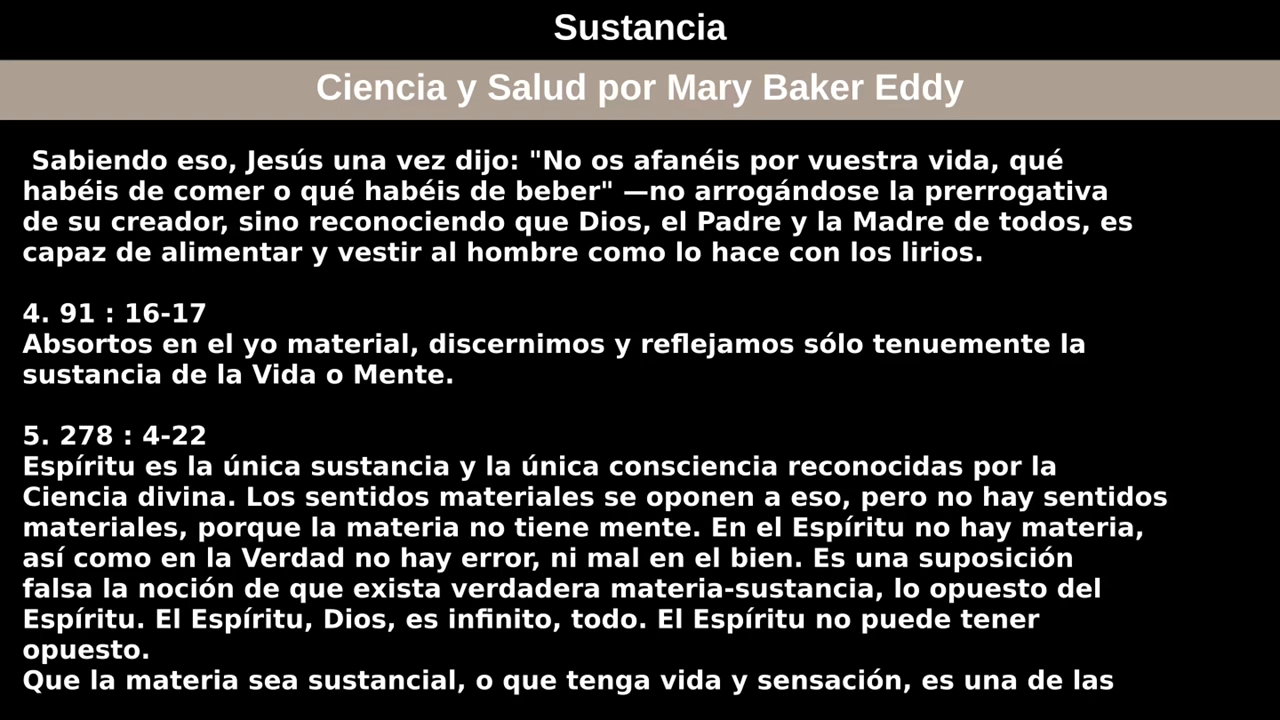 Sustancia
Ciencia y Salud por Mary Baker Eddy
Sabiendo eso, Jesús una vez dijo: "No os afanéis por vuestra vida, qué
habéis de comer o qué habéis de beber" —no arrogándose la prerrogativa
de su creador, sino reconociendo que Dios, el Padre y la Madre de todos, es
capaz de alimentar y vestir al hombre como lo hace con los lirios.
4. 91 : 16-17
Absortos en el yo material, discernimos y reflejamos sólo tenuemente la
sustancia de la Vida o Mente.
5. 278 : 4-22
Espíritu es la única sustancia y la única consciencia reconocidas por la
Ciencia divina. Los sentidos materiales se oponen a eso, pero no hay sentidos
materiales, porque la materia no tiene mente. En el Espíritu no hay materia,
así como en la Verdad no hay error, ni mal en el bien. Es una suposición
falsa la noción de que exista verdadera materia-sustancia, lo opuesto del
Espíritu. El Espíritu, Dios, es infinito, todo. El Espíritu no puede tener
opuesto.
Que la materia sea sustancial, o que tenga vida y sensación, es una de las